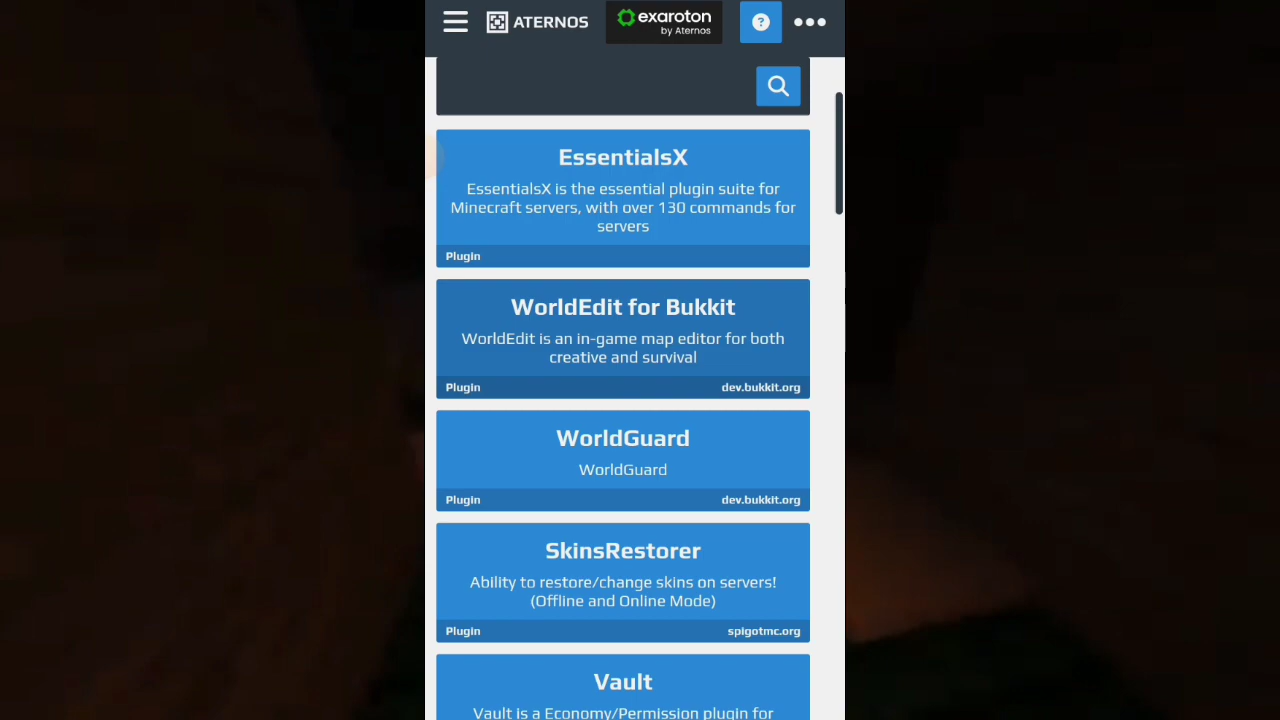 ATERNOS
exaroton
by Aternos
?
EssentialsX
EssentialsX is the essential plugin suite for
Minecraft servers, with over 130 commands for
servers
Plugin
WorldEdit for Bukkit
WorldEdit is an in-game map editor for both
creative and survival
Plugin dev.bukkit.org
WorldGuard
WorldGuard
Plugin dev.bukkit.org
SkinsRestorer
Ability to restore/change skins on servers!
(Offline and Online Mode)
Plugin spigotmc.org
Vault
Vault is a Economy/Permission plugin for